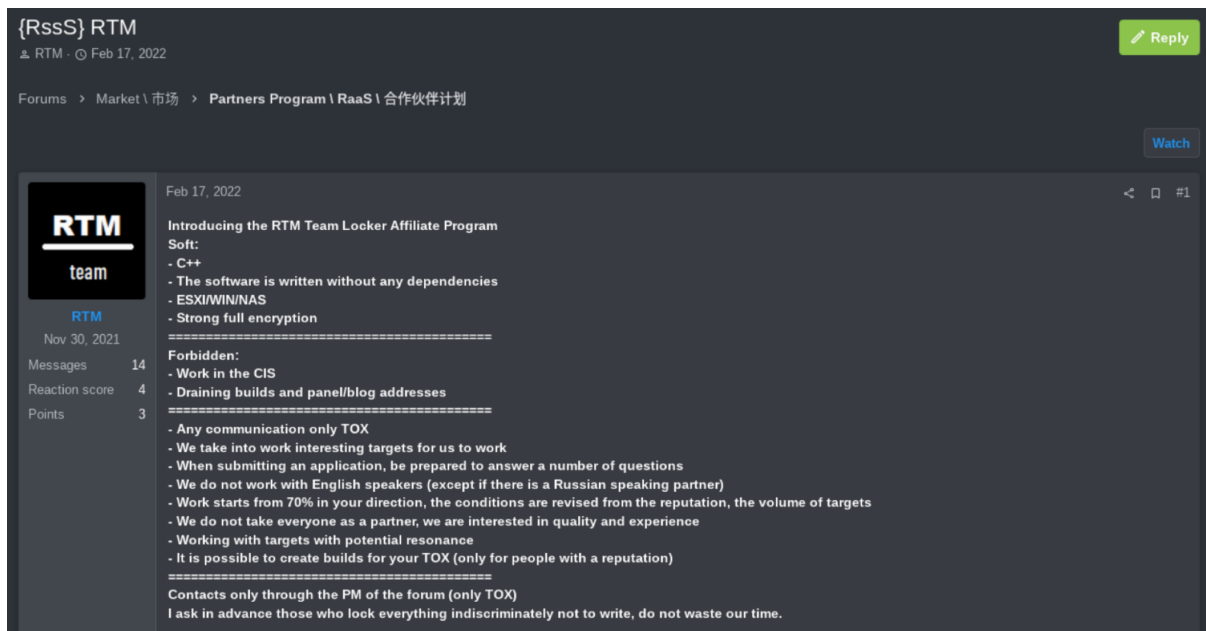 {RssS} RTM
RTM · Feb 17, 2022
Reply
Forums > Market \ 市场 > Partners Program \ RaaS \ 合作伙伴计划
Watch
RTM
team
RTM
Nov 30, 2021
Messages 14
Reaction score 4
Points 3
Feb 17, 2022
#1
Introducing the RTM Team Locker Affiliate Program
Soft:
- C++
- The software is written without any dependencies
- ESXI/WIN/NAS
- Strong full encryption
===========================================
Forbidden:
- Work in the CIS
- Draining builds and panel/blog addresses
===========================================
- Any communication only TOX
- We take into work interesting targets for us to work
- When submitting an application, be prepared to answer a number of questions
- We do not work with English speakers (except if there is a Russian speaking partner)
- Work starts from 70% in your direction, the conditions are revised from the reputation, the volume of targets
- We do not take everyone as a partner, we are interested in quality and experience
- Working with targets with potential resonance
- It is possible to create builds for your TOX (only for people with a reputation)
===========================================
Contacts only through the PM of the forum (only TOX)
I ask in advance those who lock everything indiscriminately not to write, do not waste our time.